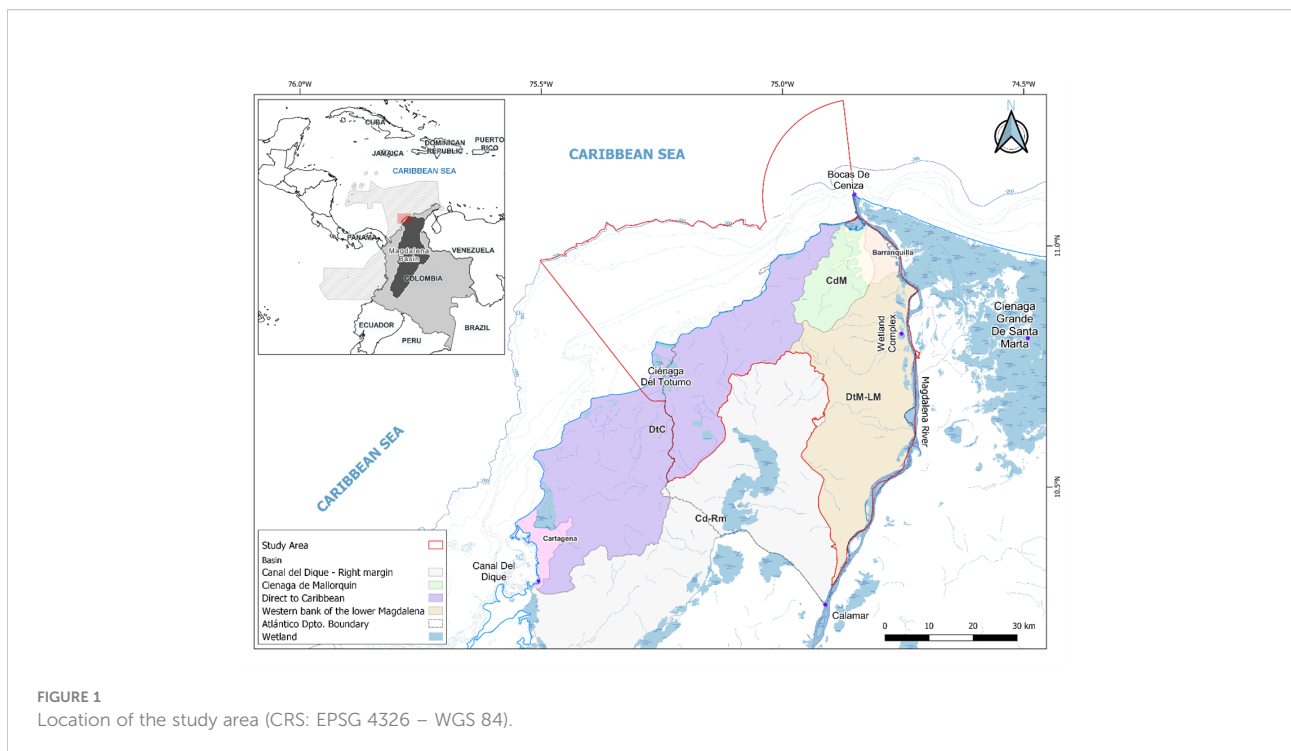 76.0°W
75.5°W
75.0°W
74.5°W
CUBA
DOMINICAN
REPUBLIC
PUERTO
RICO
JAMAICA
CARIBBEAN SEA
PANAMA
VENEZUELA
Magdalena
Basin
COLOMBIA
ECUADOR
BRAZIL
PERU
CARIBBEAN SEA
N
Bocas De
Ceniza
11.0°N
Barranquilla
CdM
Wetland
Complex
Cienaga
Grande
De Santa
Marta
Ciénaga
Del Totumo
Magdalena River
DtM-LM
DtC
CARIBBEAN SEA
10.5°N
Cd-Rm
Cartagena
Canal Del
Dique
Calamar
Study Area
Basin
Canal del Dique - Right margin
Cienaga de Mallorquin
Direct to Caribbean
Western bank of the lower Magdalena
Atlántico Dpto. Boundary
Wetland
0 10 20 30 km
FIGURE 1
Location of the study area (CRS: EPSG 4326 – WGS 84).